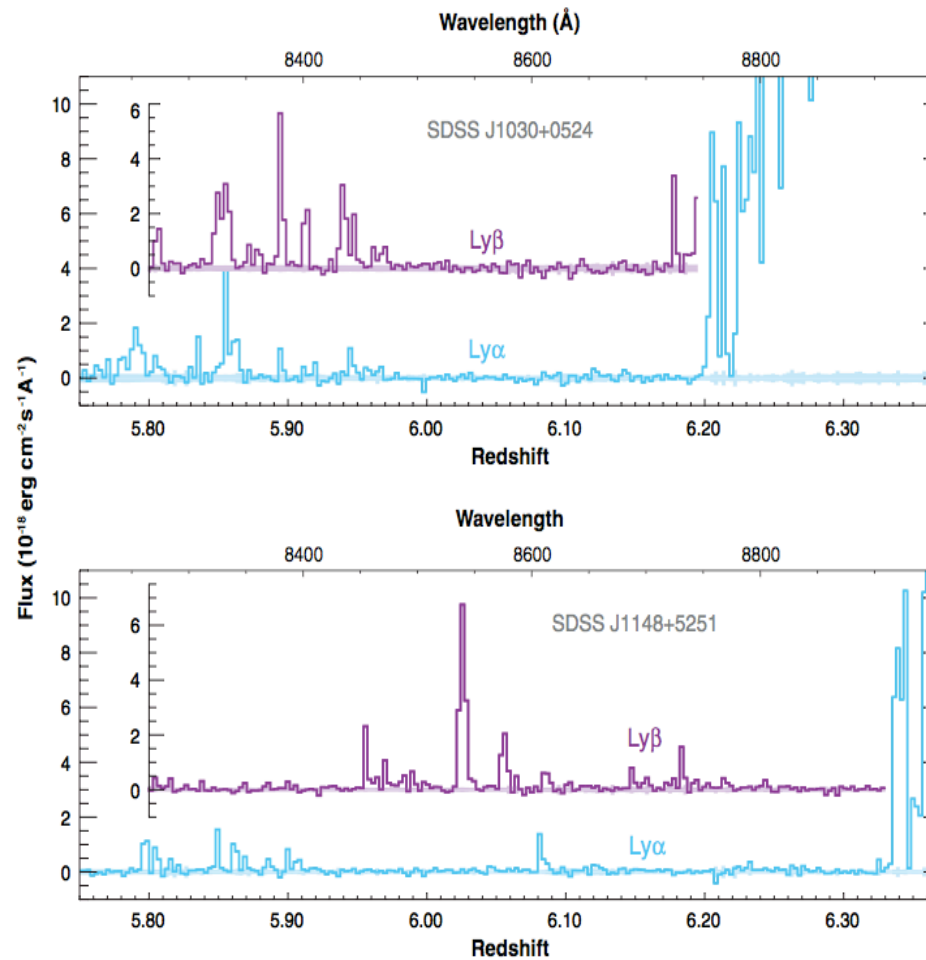 Wavelength (Å)
8400 8600 8800
10
8
6
4
2
0
6
4
2
0
SDSS J1030+0524
Lyβ
Lyα
5.80 5.90 6.00 6.10 6.20 6.30
Redshift
Flux (10⁻¹⁸ erg cm⁻² s⁻¹ A⁻¹)
Wavelength
8400 8600 8800
10
8
6
4
2
0
6
4
2
0
SDSS J1148+5251
Lyβ
Lyα
5.80 5.90 6.00 6.10 6.20 6.30
Redshift